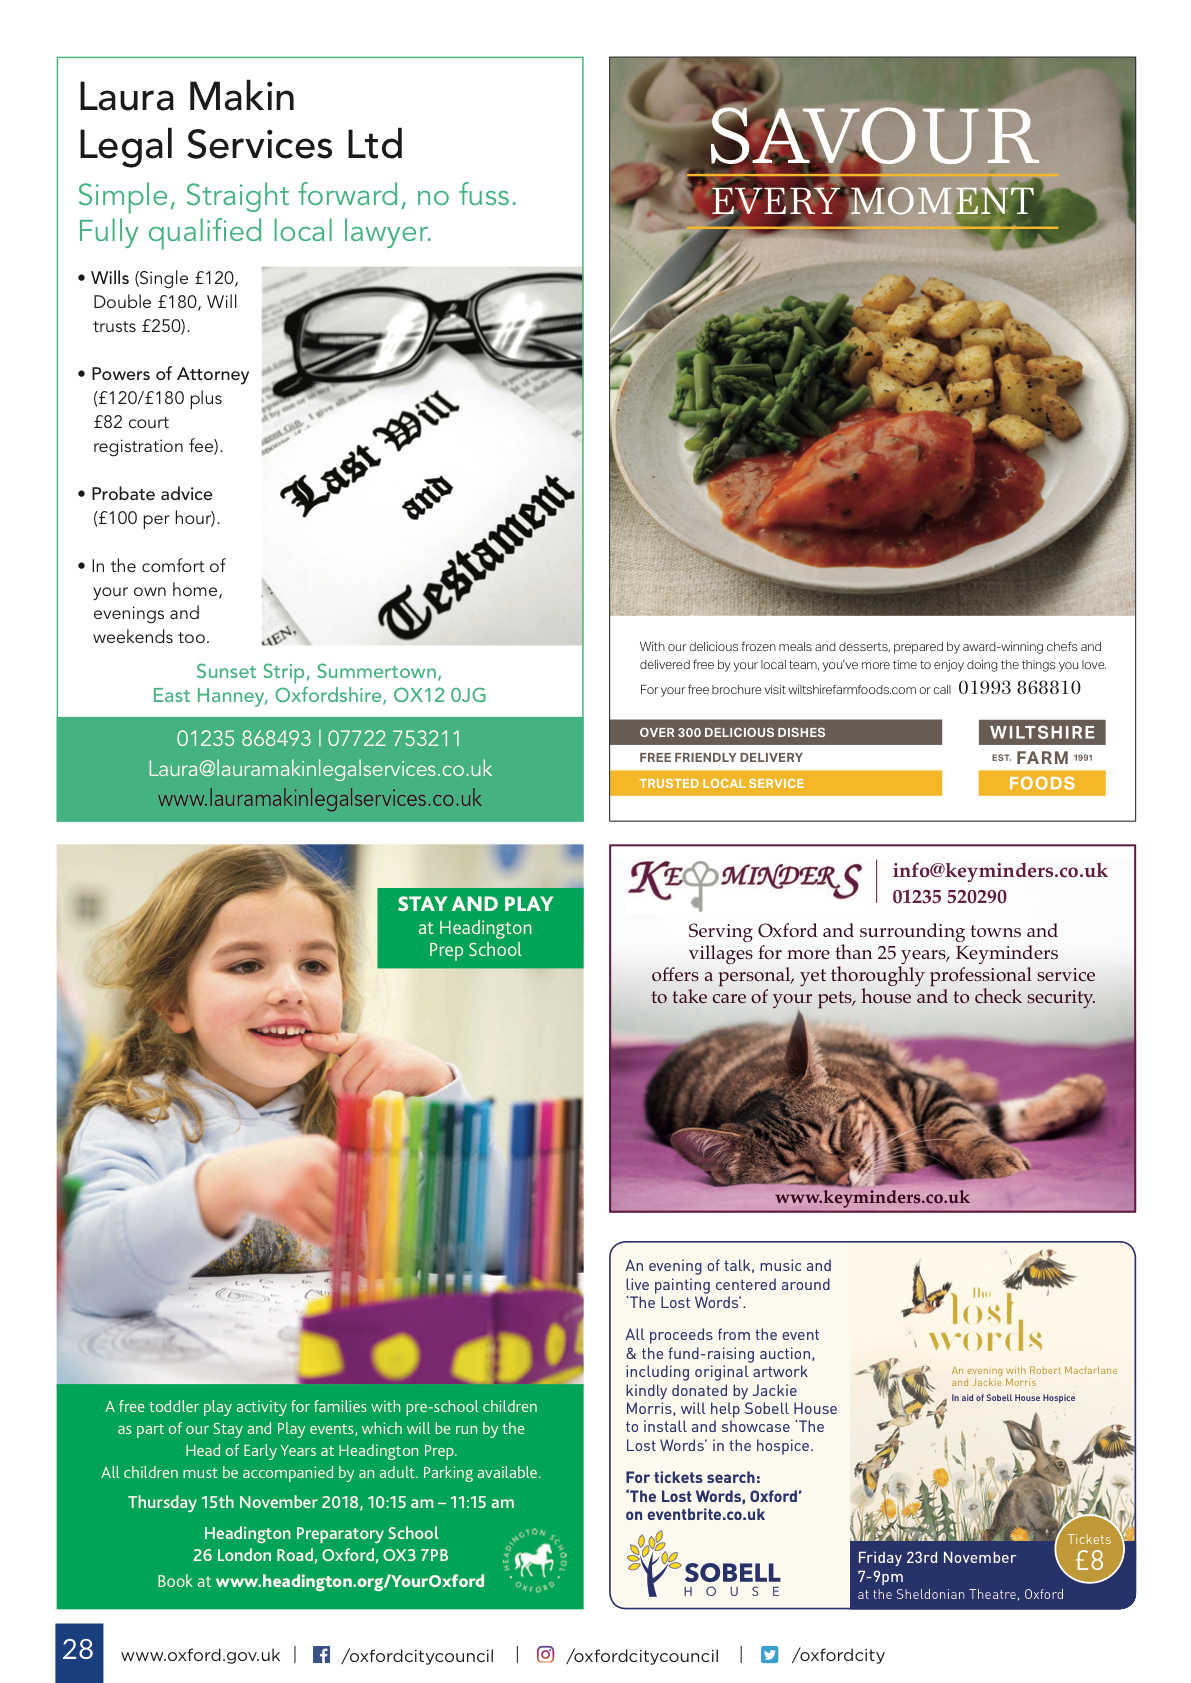 Laura Makin
Legal Services Ltd
Simple, Straight forward, no fuss.
Fully qualified local lawyer.
• Wills (Single £120,
Double £180, Will
trusts £250).
• Powers of Attorney
(£120/£180 plus
£82 court
registration fee).
• Probate advice
(£100 per hour).
• In the comfort of
your own home,
evenings and
weekends too.
Last Will
and
Testament
Sunset Strip, Summertown,
East Hanney, Oxfordshire, OX12 0JG
01235 868493 | 07722 753211
Laura@lauramakinlegalservices.co.uk
www.lauramakinlegalservices.co.uk
SAVOUR
EVERY MOMENT
With our delicious frozen meals and desserts, prepared by award-winning chefs and
delivered free by your local team, you've more time to enjoy doing the things you love.
For your free brochure visit wiltshirefarmfoods.com or call 01993 868810
OVER 300 DELICIOUS DISHES
FREE FRIENDLY DELIVERY
TRUSTED LOCAL SERVICE
WILTSHIRE
EST. FARM 1991
FOODS
STAY AND PLAY
at Headington
Prep School
A free toddler play activity for families with pre-school children
as part of our Stay and Play events, which will be run by the
Head of Early Years at Headington Prep.
All children must be accompanied by an adult. Parking available.
Thursday 15th November 2018, 10:15 am – 11:15 am
Headington Preparatory School
26 London Road, Oxford, OX3 7PB
Book at www.headington.org/YourOxford
HEADINGTON SCHOOL
• OXFORD •
KEYMINDERS
info@keyminders.co.uk
01235 520290
Serving Oxford and surrounding towns and
villages for more than 25 years, Keyminders
offers a personal, yet thoroughly professional service
to take care of your pets, house and to check security.
www.keyminders.co.uk
An evening of talk, music and
live painting centered around
'The Lost Words'.
All proceeds from the event
& the fund-raising auction,
including original artwork
kindly donated by Jackie
Morris, will help Sobell House
to install and showcase 'The
Lost Words' in the hospice.
For tickets search:
'The Lost Words, Oxford'
on eventbrite.co.uk
SOBELL
HOUSE
The
lost
words
An evening with Robert Macfarlane
and Jackie Morris
In aid of Sobell House Hospice
Tickets
£8
Friday 23rd November
7-9pm
at the Sheldonian Theatre, Oxford
28
www.oxford.gov.uk | /oxfordcitycouncil | /oxfordcitycouncil | /oxfordcity